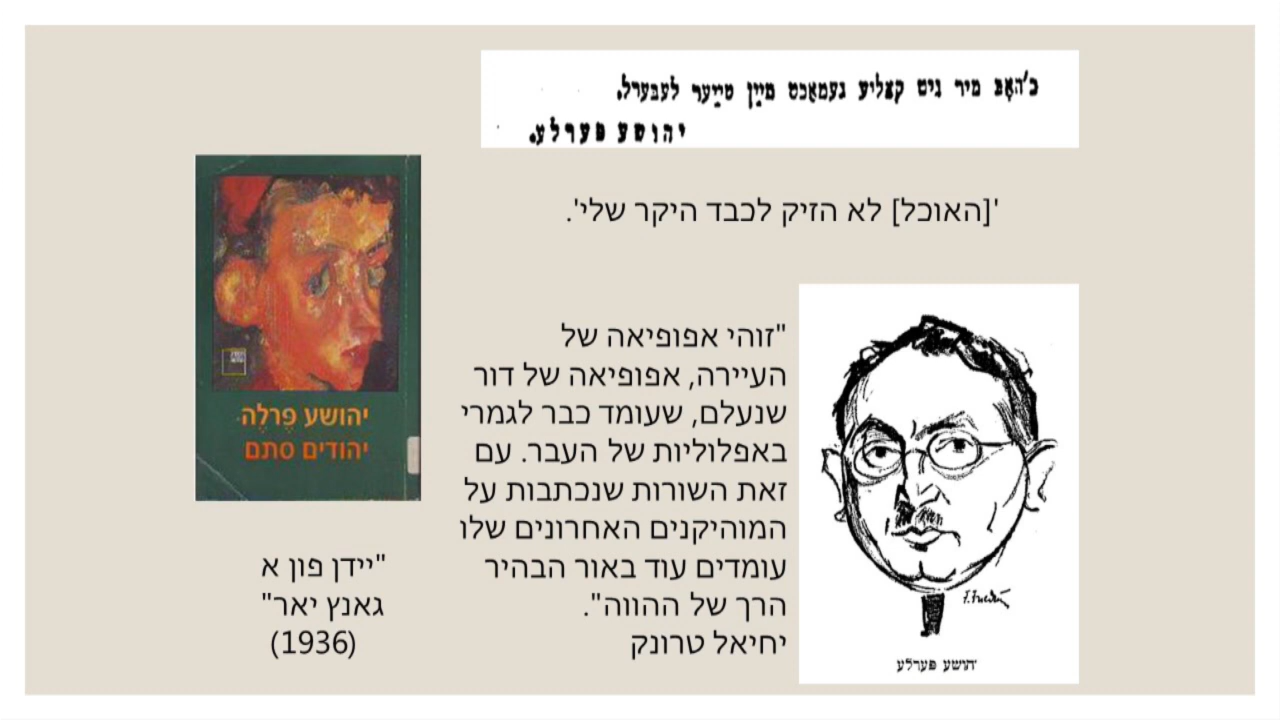 כ'האָב מיר ניט קאַליע געמאַכט מײַן טײַער לעבערל.
יהושע פּערלע.
'[האוכל] לא הזיק לכבד היקר שלי'.
"זוהי אפופיאה של
העיירה, אפופיאה של דור
שנעלם, שעומד כבר לגמרי
באפלוליות של העבר. עם
זאת השורות שנכתבות על
המוהיקנים האחרונים שלו
עומדים עוד באור הבהיר
הרך של ההווה".
יחיאל טרונק
יהושע פערלע
יהושע פֶּרלֶה
יהודים סתם
"יידן פון א
גאנץ יאר"
(1936)